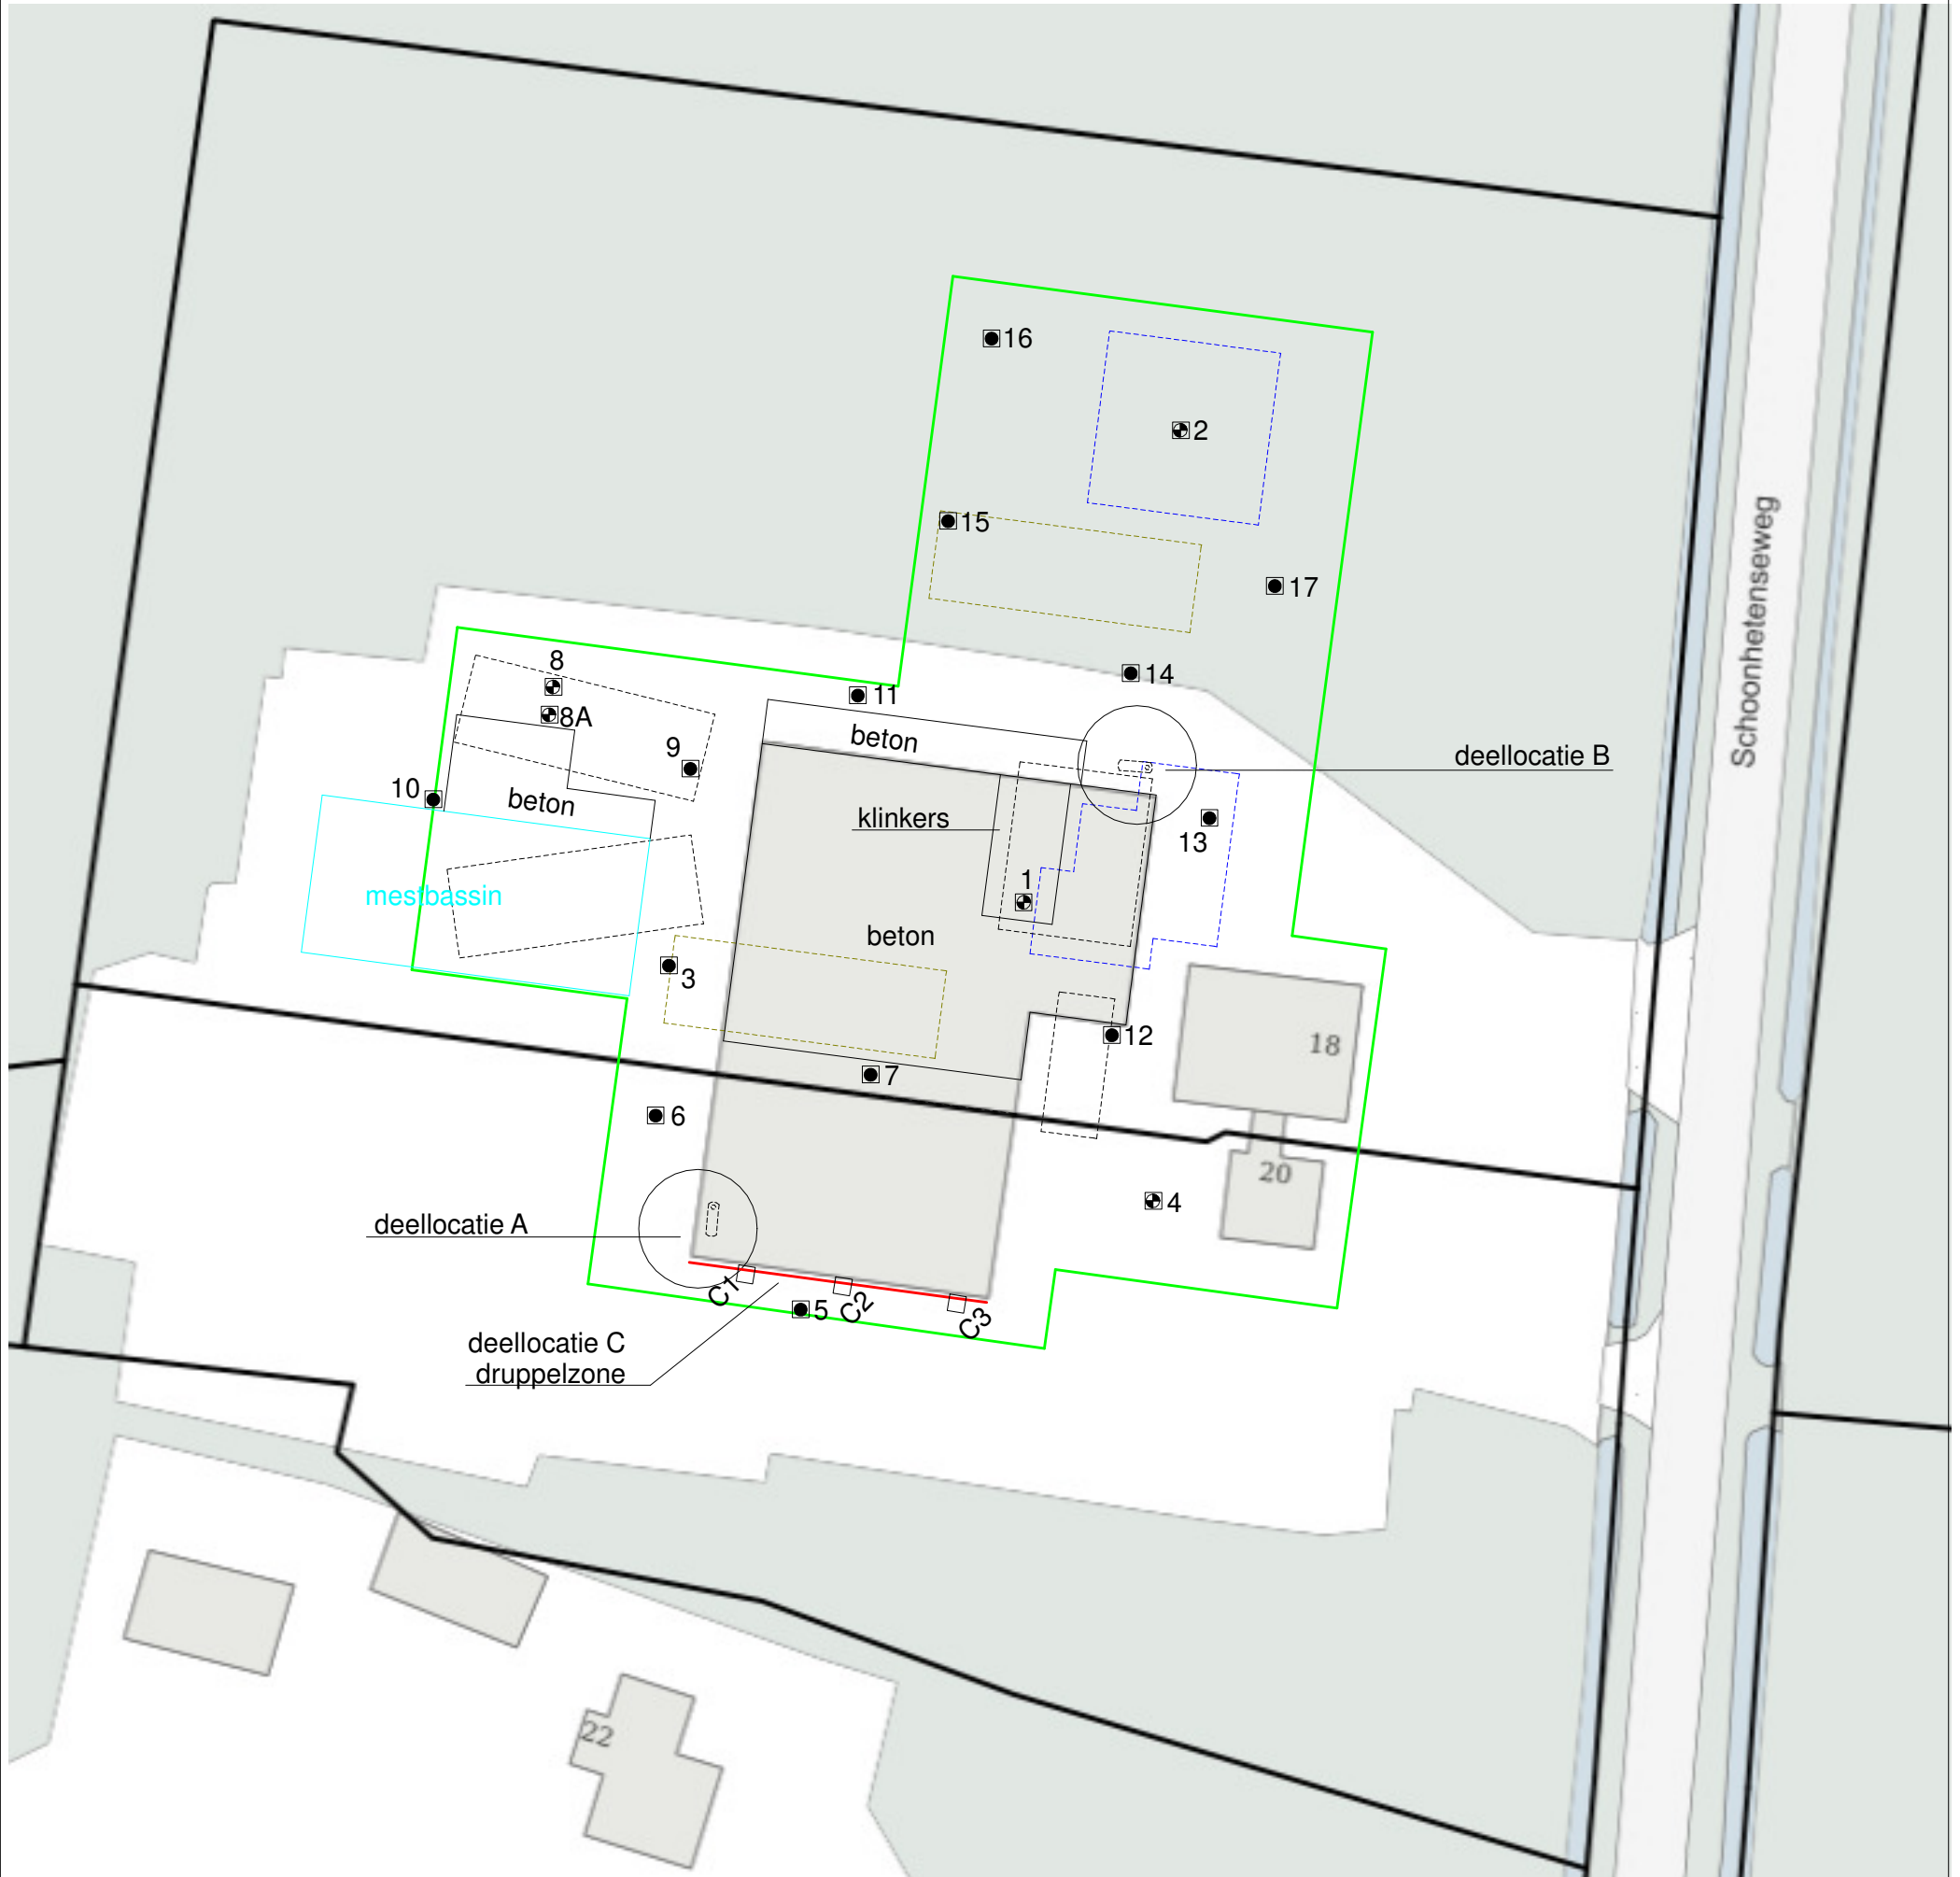 16
2
15
17
Schoonhetenseweg
14
8
11
8A
beton
9
deellocatie B
10
beton
klinkers
13
1
mestbassin
beton
3
12
18
7
6
20
4
deellocatie A
C1
5
C2
C3
deellocatie C
druppelzone
22